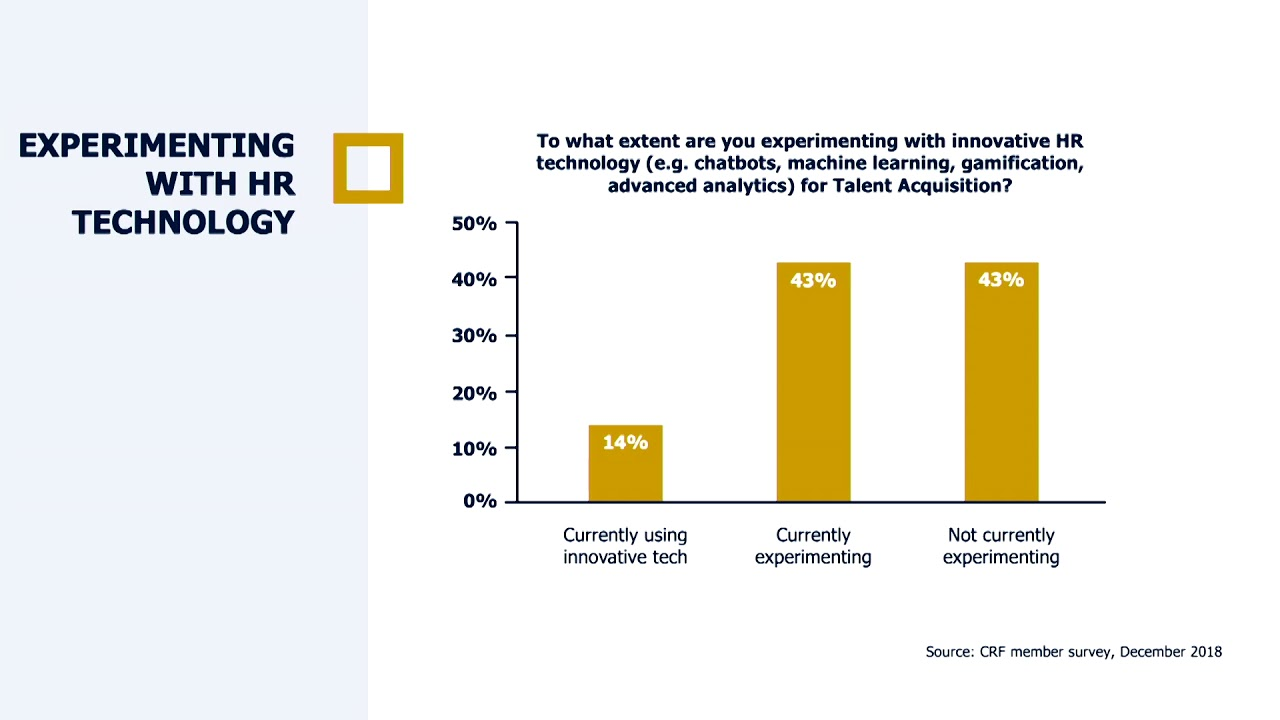 EXPERIMENTING
WITH HR
TECHNOLOGY
To what extent are you experimenting with innovative HR
technology (e.g. chatbots, machine learning, gamification,
advanced analytics) for Talent Acquisition?
50%
40%
30%
20%
10%
0%
14%
43%
43%
Currently using
innovative tech
Currently
experimenting
Not currently
experimenting
Source: CRF member survey, December 2018